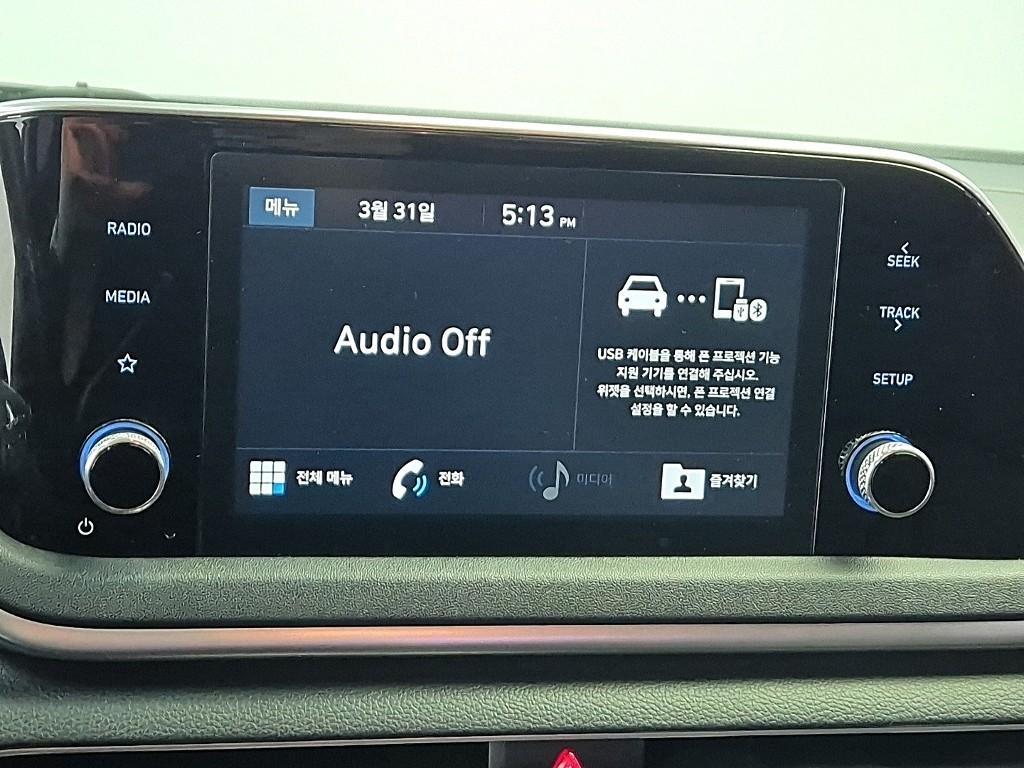 메뉴 3월 31일 5:13 PM
RADIO
MEDIA
Audio Off
USB 케이블을 통해 폰 프로젝션 기능
지원 기기를 연결해 주십시오.
위젯을 선택하시면, 폰 프로젝션 연결
설정을 할 수 있습니다.
전체 메뉴 전화 미디어 즐겨찾기
SEEK
TRACK
SETUP